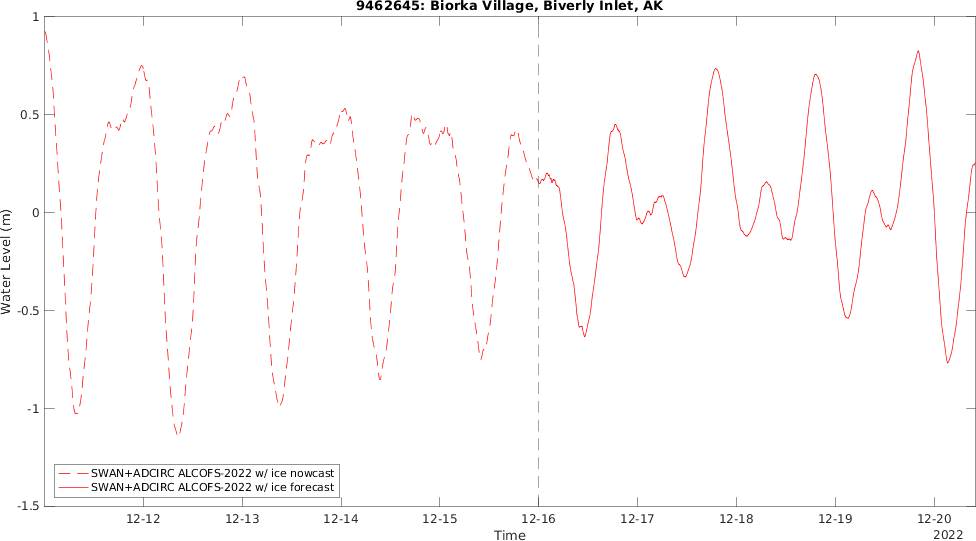 9462645: Biorka Village, Biverly Inlet, AK
Water Level (m)
1
0.5
0
-0.5
-1
-1.5
SWAN+ADCIRC ALCOFS-2022 w/ ice nowcast
SWAN+ADCIRC ALCOFS-2022 w/ ice forecast
12-12 12-13 12-14 12-15 12-16 12-17 12-18 12-19 12-20
Time
2022